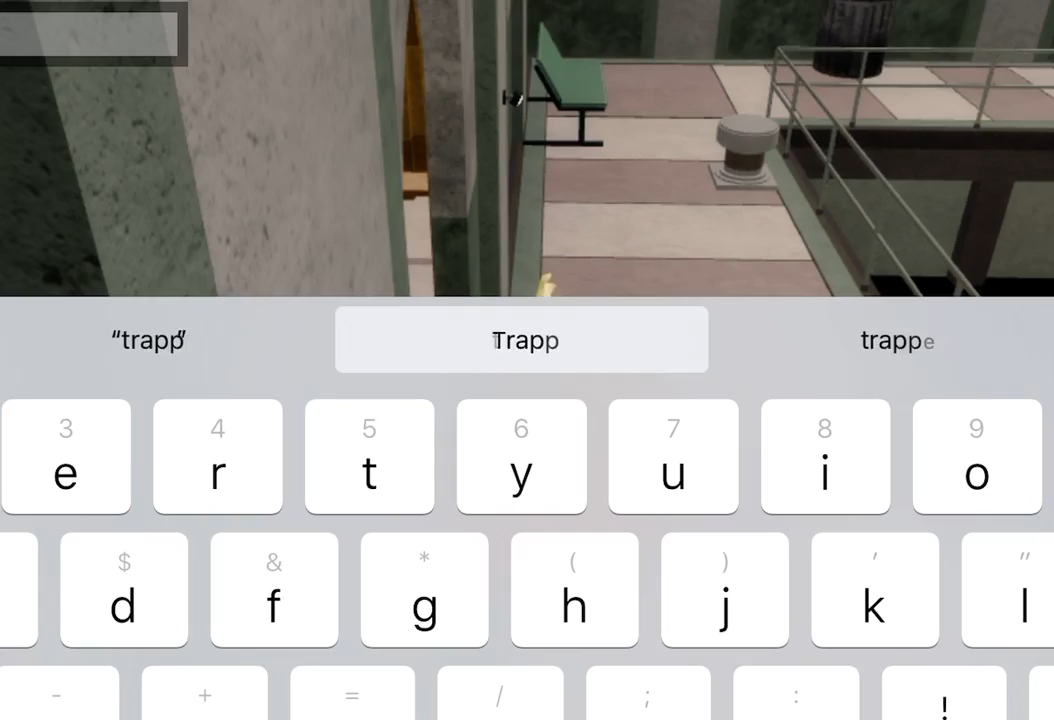 “trapp” Trapp trappe
3 4 5 6 7 8 9
e r t y u i o
$ & * ( ) ’ ”
d f g h j k l
- + = / ; :
!